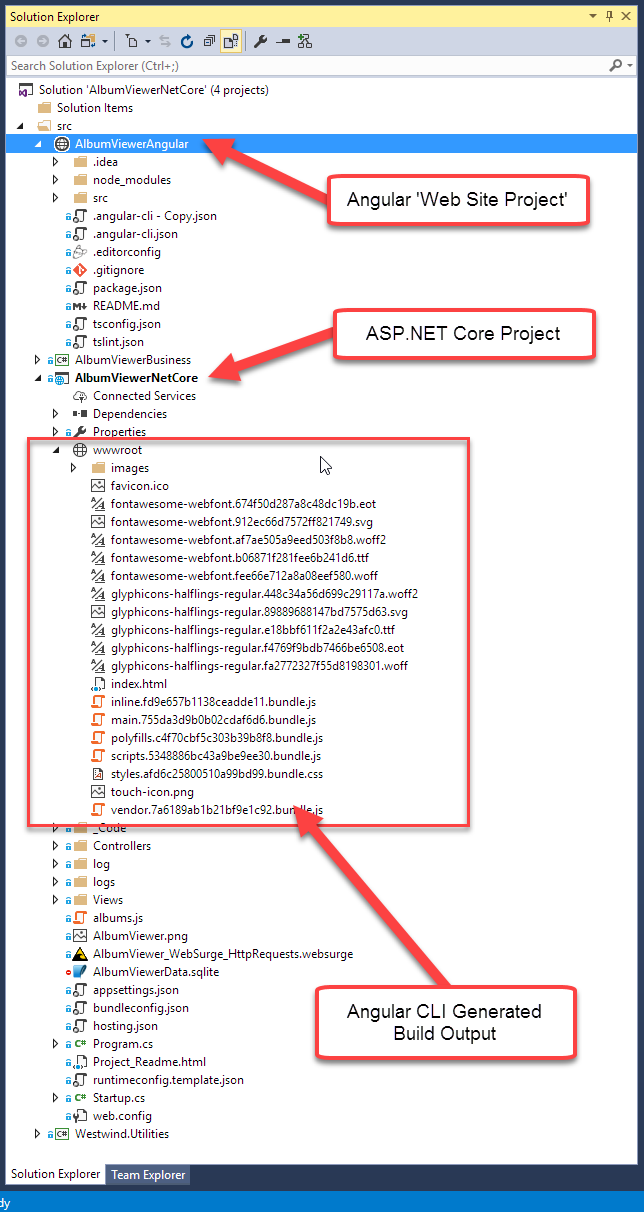 Solution Explorer
Search Solution Explorer (Ctrl+;)
Solution 'AlbumViewerNetCore' (4 projects)
Solution Items
src
AlbumViewerAngular
.idea
node_modules
Angular 'Web Site Project'
src
.angular-cli - Copy.json
.angular-cli.json
.editorconfig
.gitignore
package.json
README.md
tsconfig.json
ASP.NET Core Project
tslint.json
AlbumViewerBusiness
AlbumViewerNetCore
Connected Services
Dependencies
Properties
wwwroot
images
favicon.ico
fontawesome-webfont.674f50d287a8c48dc19b.eot
fontawesome-webfont.912ec66d7572ff821749.svg
fontawesome-webfont.af7ae505a9eed503f8b8.woff2
fontawesome-webfont.b06871f281fee6b241d6.ttf
fontawesome-webfont.fee66e712a8a08eef580.woff
glyphicons-halflings-regular.448c34a56d699c29117a.woff2
glyphicons-halflings-regular.89889688147bd7575d63.svg
glyphicons-halflings-regular.e18bbf611f2a2e43afc0.ttf
glyphicons-halflings-regular.f4769f9bdb7466be6508.eot
glyphicons-halflings-regular.fa2772327f55d8198301.woff
index.html
inline.fd9e657b1138ceadde11.bundle.js
main.755da3d9b0b02cdaf6d6.bundle.js
polyfills.c4f70cbf5c303b39b8f8.bundle.js
scripts.5348886bc43a9be9ee30.bundle.js
styles.afd6c25800510a99bd99.bundle.css
touch-icon.png
vendor.7a6189ab1b21bf9e1c92.bundle.js
_Code
Controllers
log
logs
Views
albums.js
AlbumViewer.png
AlbumViewer_WebSurge_HttpRequests.websurge
AlbumViewerData.sqlite
appsettings.json
bundleconfig.json
hosting.json
Angular CLI Generated
Build Output
Program.cs
Project_Readme.html
runtimeconfig.template.json
Startup.cs
web.config
Westwind.Utilities
Solution Explorer
Team Explorer
dy